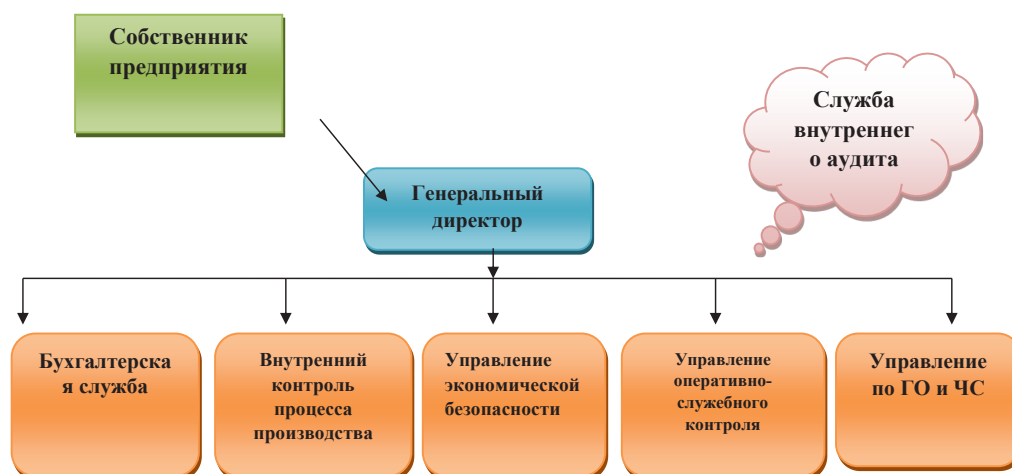 Собственник
предприятия
Служба
внутреннег
о аудита
Генеральный
директор
Бухгалтерска
я служба
Внутренний
контроль
процесса
производства
Управление
экономической
безопасности
Управление
оперативно-
служебного
контроля
Управление
по ГО и ЧС